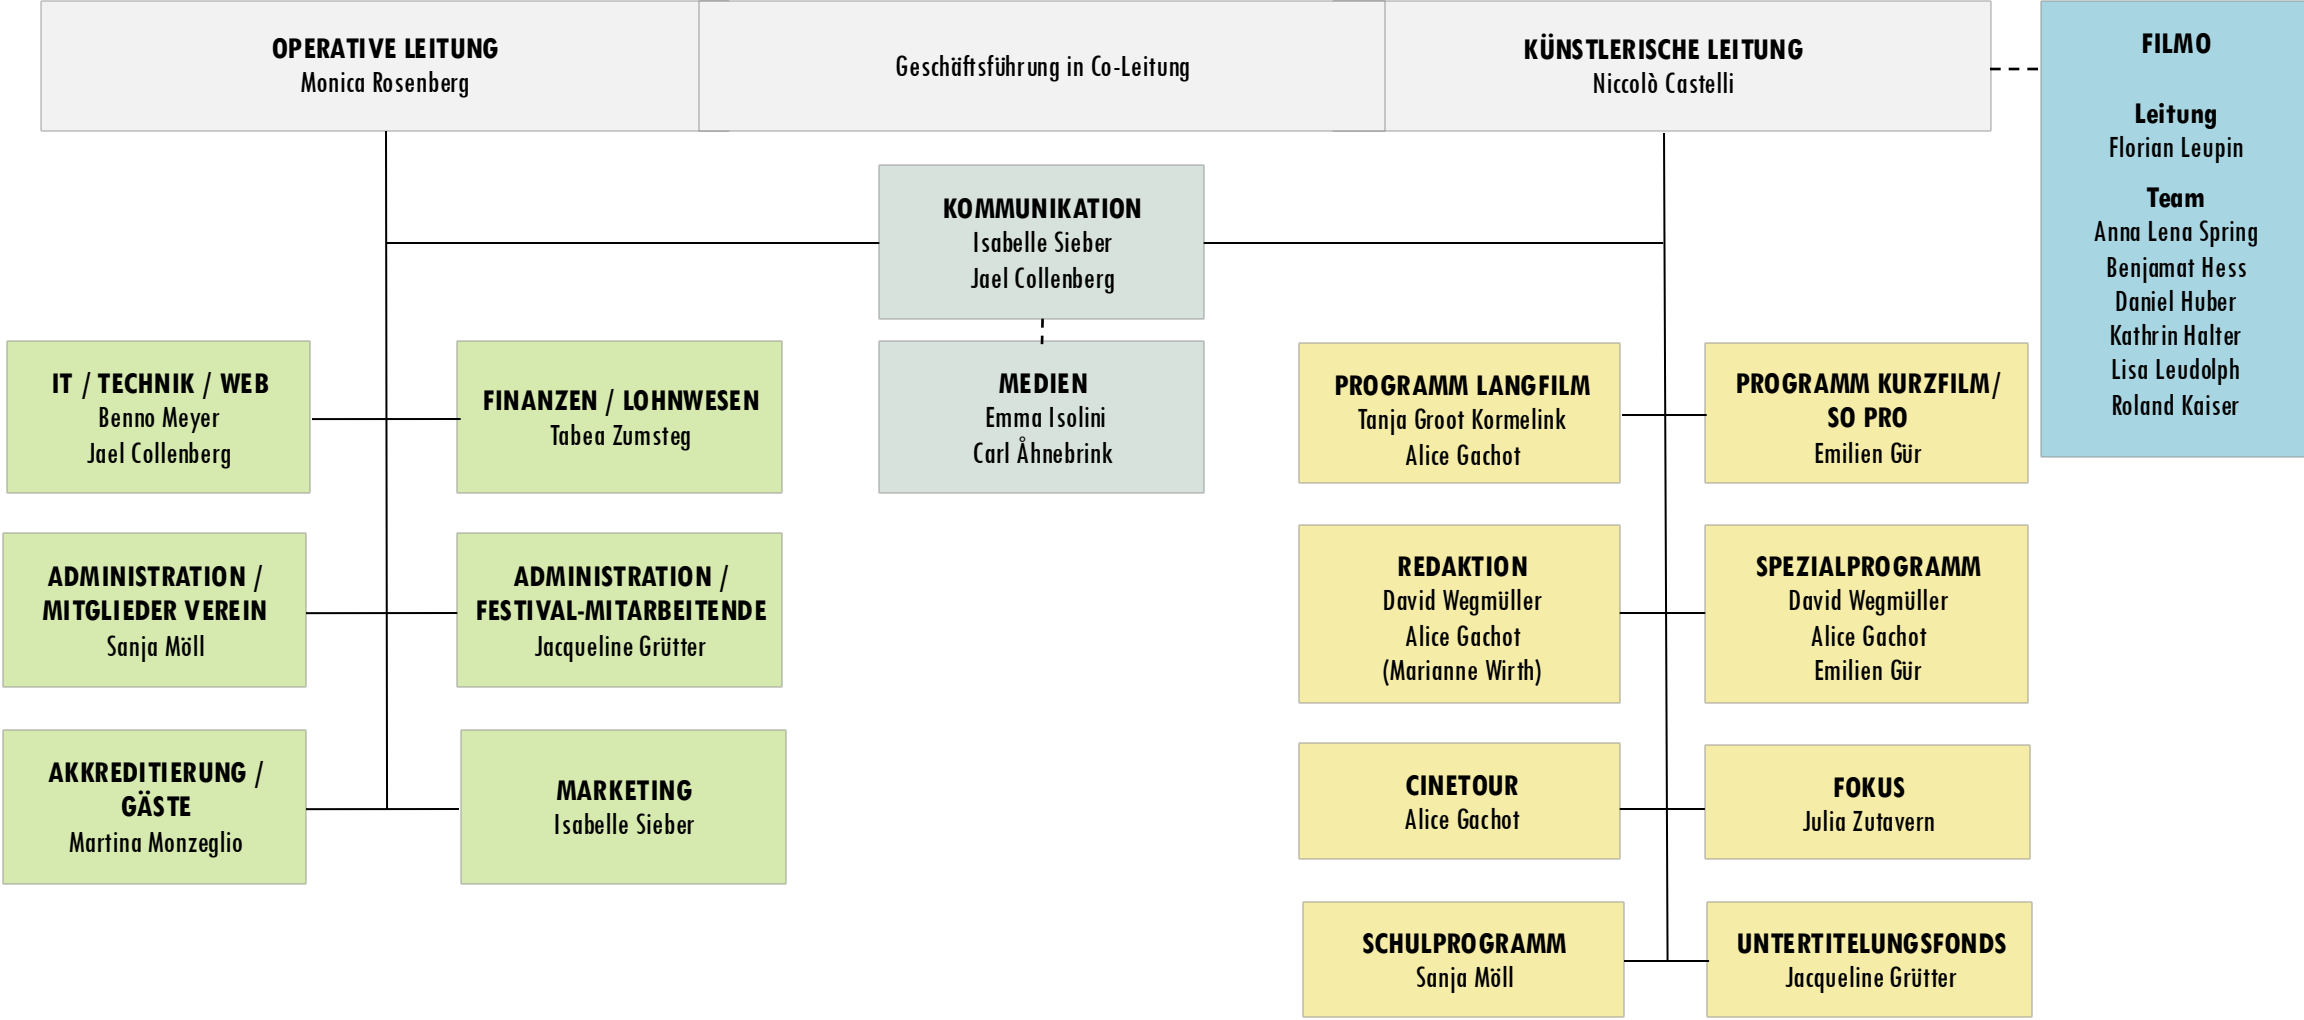 OPERATIVE LEITUNG
Monica Rosenberg
Geschäftsführung in Co-Leitung
KÜNSTLERISCHE LEITUNG
Niccolò Castelli
FILMO
Leitung
Florian Leupin
Team
Anna Lena Spring
Benjamat Hess
Daniel Huber
Kathrin Halter
Lisa Leudolph
Roland Kaiser
KOMMUNIKATION
Isabelle Sieber
Jael Collenberg
IT / TECHNIK / WEB
Benno Meyer
Jael Collenberg
FINANZEN / LOHNWESEN
Tabea Zumsteg
MEDIEN
Emma Isolini
Carl Åhnebrink
PROGRAMM LANGFILM
Tanja Groot Kormelink
Alice Gachot
PROGRAMM KURZFILM/
SO PRO
Emilien Gür
ADMINISTRATION /
MITGLIEDER VEREIN
Sanja Möll
ADMINISTRATION /
FESTIVAL-MITARBEITENDE
Jacqueline Grütter
REDAKTION
David Wegmüller
Alice Gachot
(Marianne Wirth)
SPEZIALPROGRAMM
David Wegmüller
Alice Gachot
Emilien Gür
AKKREDITIERUNG /
GÄSTE
Martina Monzeglio
MARKETING
Isabelle Sieber
CINETOUR
Alice Gachot
FOKUS
Julia Zutavern
SCHULPROGRAMM
Sanja Möll
UNTERTITELUNGSFONDS
Jacqueline Grütter